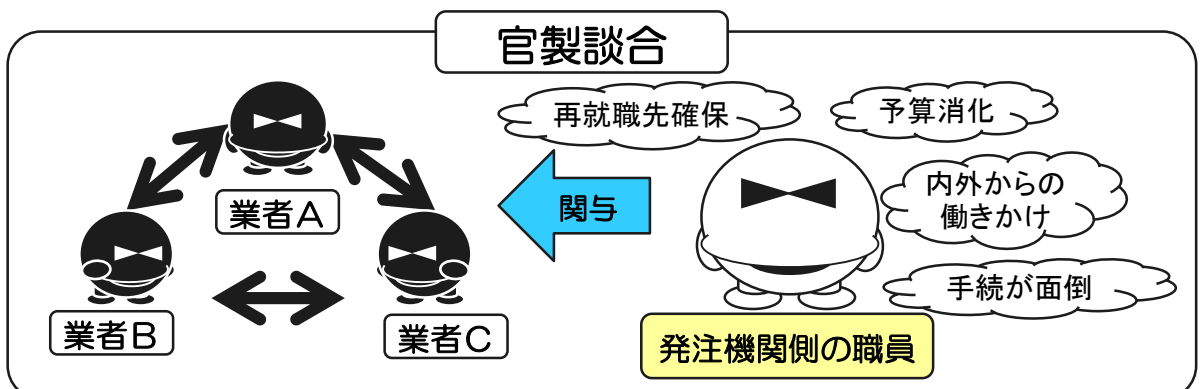 官製談合
再就職先確保
予算消化
内外からの
働きかけ
手続が面倒
関与
業者A
業者B
業者C
発注機関側の職員